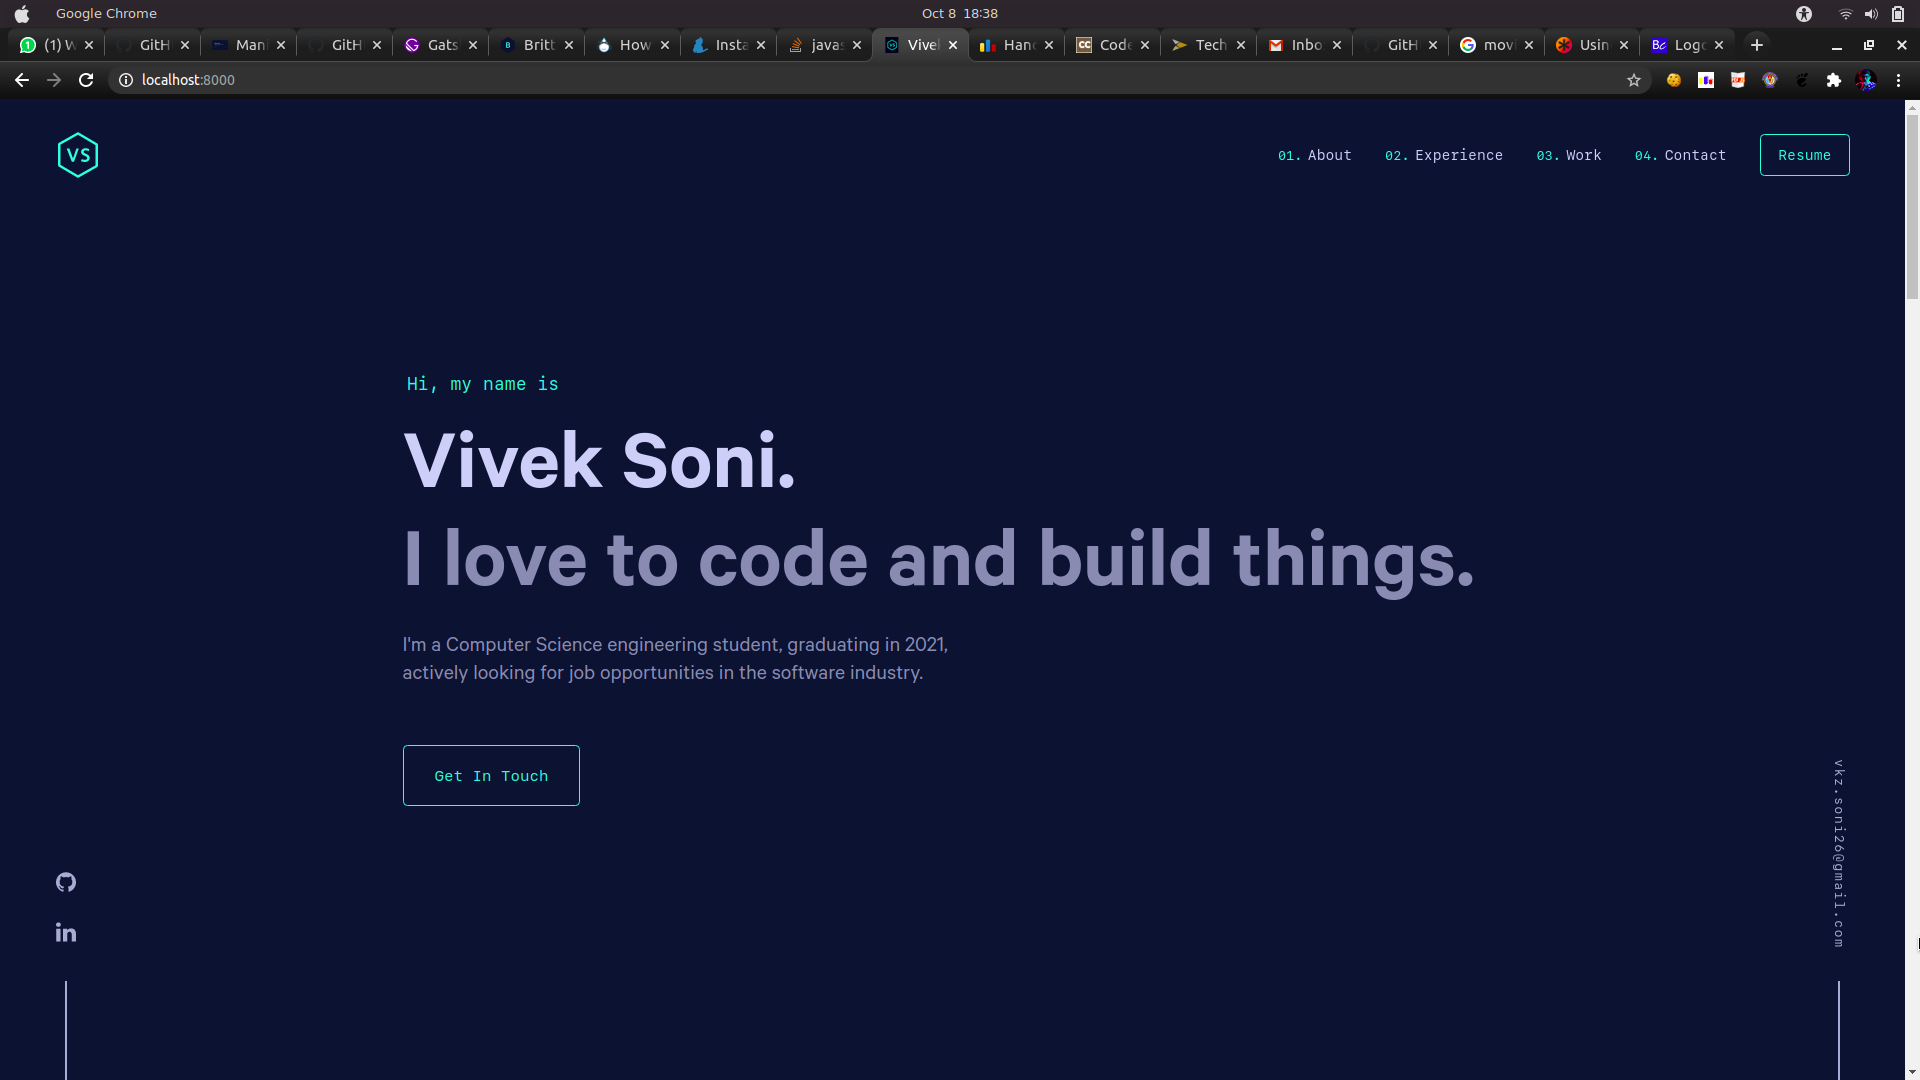 Google Chrome
Oct 8 18:38
(1) W
GitH
Man
GitH
Gats
Britt
How
Insta
javas
Vivek
Hand
Code
Tech
Inbo
GitH
movi
Usin
Logo
localhost:8000
VS
01. About
02. Experience
03. Work
04. Contact
Resume
Hi, my name is
Vivek Soni.
I love to code and build things.
I'm a Computer Science engineering student, graduating in 2021,
actively looking for job opportunities in the software industry.
Get In Touch
vkz.soni26@gmail.com